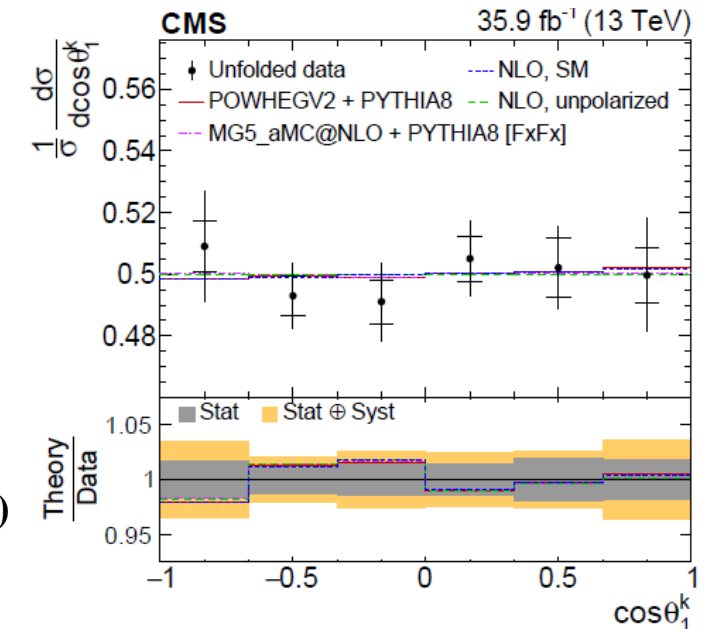 CMS 35.9 fb⁻¹ (13 TeV)
1/σ dσ/dcosθ₁ᵏ
Unfolded data
NLO, SM
POWHEGV2 + PYTHIA8
NLO, unpolarized
MG5_aMC@NLO + PYTHIA8 [FxFx]
0.56
0.54
0.52
0.5
0.48
Stat
Stat ⊕ Syst
Theory
Data
1.05
1
0.95
)
−1 −0.5 0 0.5 1
cosθ₁ᵏ